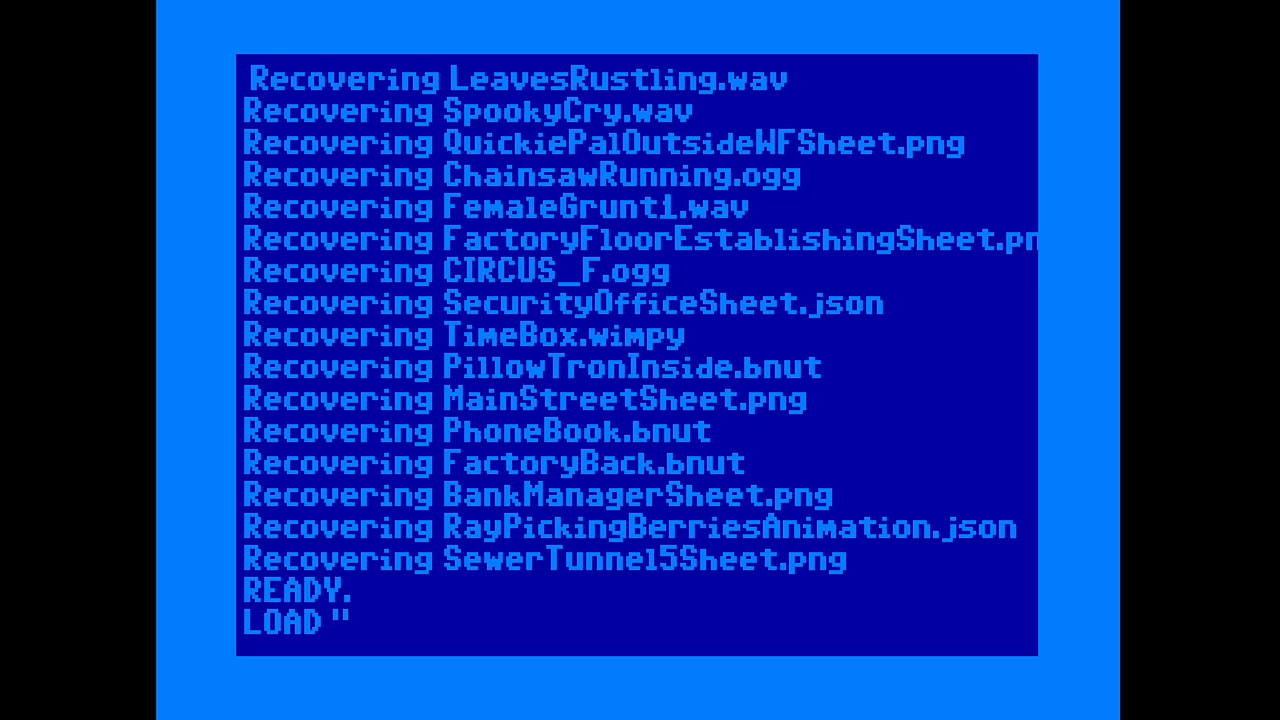 Recovering LeavesRustling.wav
Recovering SpookyCry.wav
Recovering QuickiePalOutsideWFSheet.png
Recovering ChainsawRunning.ogg
Recovering FemaleGrunt1.wav
Recovering FactoryFloorEstablishingSheet.pn
Recovering CIRCUS_F.ogg
Recovering SecurityOfficeSheet.json
Recovering TimeBox.wimpy
Recovering PillowTronInside.bnut
Recovering MainStreetSheet.png
Recovering PhoneBook.bnut
Recovering FactoryBack.bnut
Recovering BankManagerSheet.png
Recovering RayPickingBerriesAnimation.json
Recovering SewerTunnel5Sheet.png
READY.
LOAD "